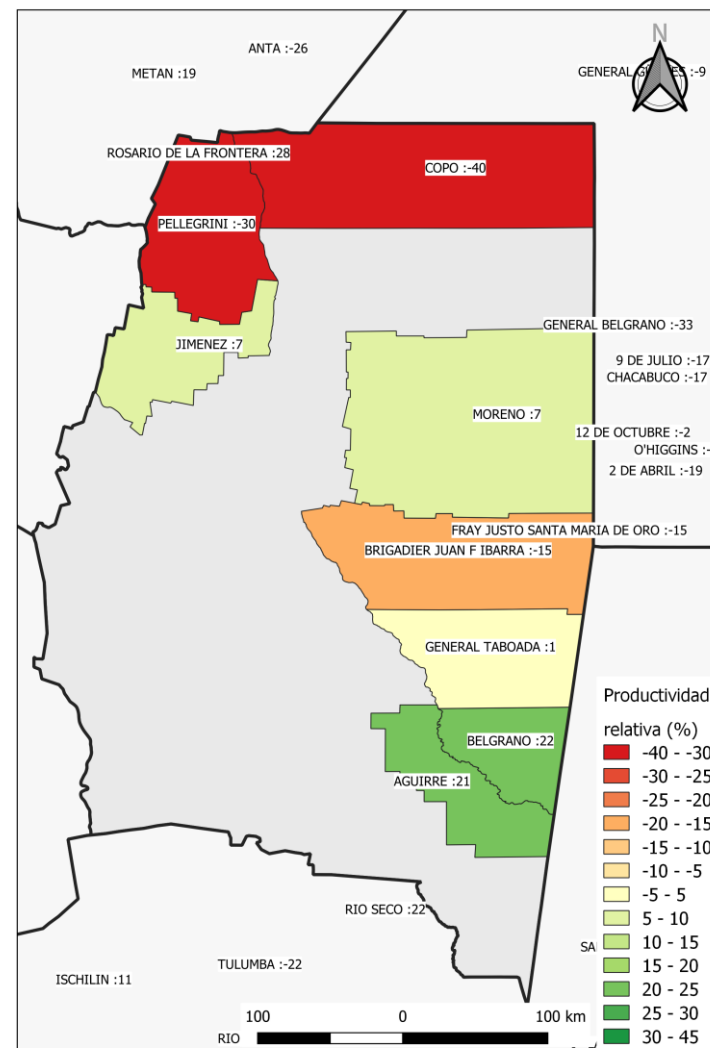 N
ANTA :-26
METAN :19
GENERAL GÜEMES :-9
ROSARIO DE LA FRONTERA :28
COPO :-40
PELLEGRINI :-30
GENERAL BELGRANO :-33
JIMENEZ :7
9 DE JULIO :-17
CHACABUCO :-17
MORENO :7
12 DE OCTUBRE :-2
O'HIGGINS :-
2 DE ABRIL :-19
FRAY JUSTO SANTA MARIA DE ORO :-15
BRIGADIER JUAN F IBARRA :-15
GENERAL TABOADA :1
BELGRANO :22
AGUIRRE :21
RIO SECO :22
TULUMBA :-22
ISCHILIN :11
RIO
100 0 100 km
Productividad
relativa (%)
-40 - -30
-30 - -25
-25 - -20
-20 - -15
-15 - -10
-10 - -5
-5 - 5
5 - 10
10 - 15
15 - 20
20 - 25
25 - 30
30 - 45